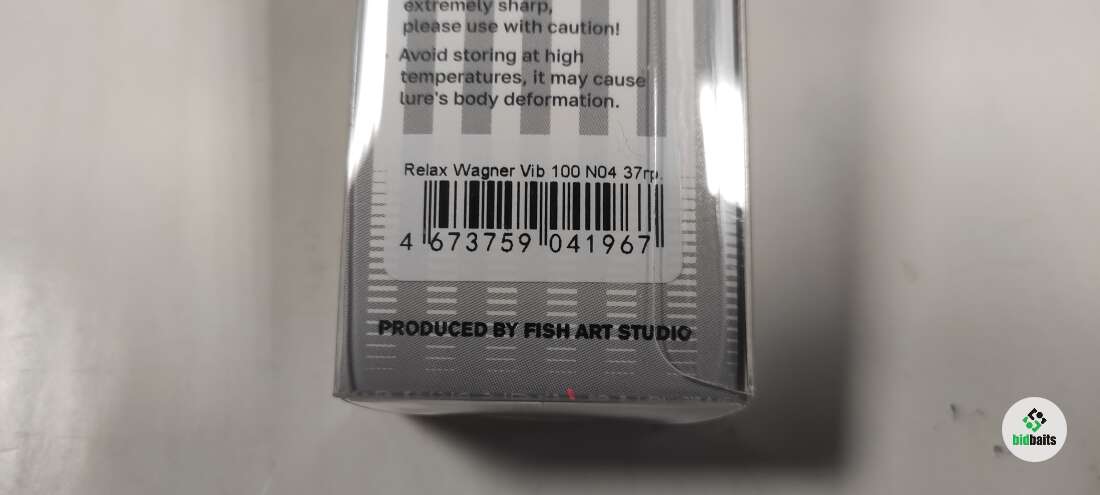 extremely sharp,
please use with caution!
Avoid storing at high
temperatures, it may cause
lure's body deformation.
Relax Wagner Vib 100 N04 37гр.
4 673759 041967
PRODUCED BY FISH ART STUDIO
bidbaits